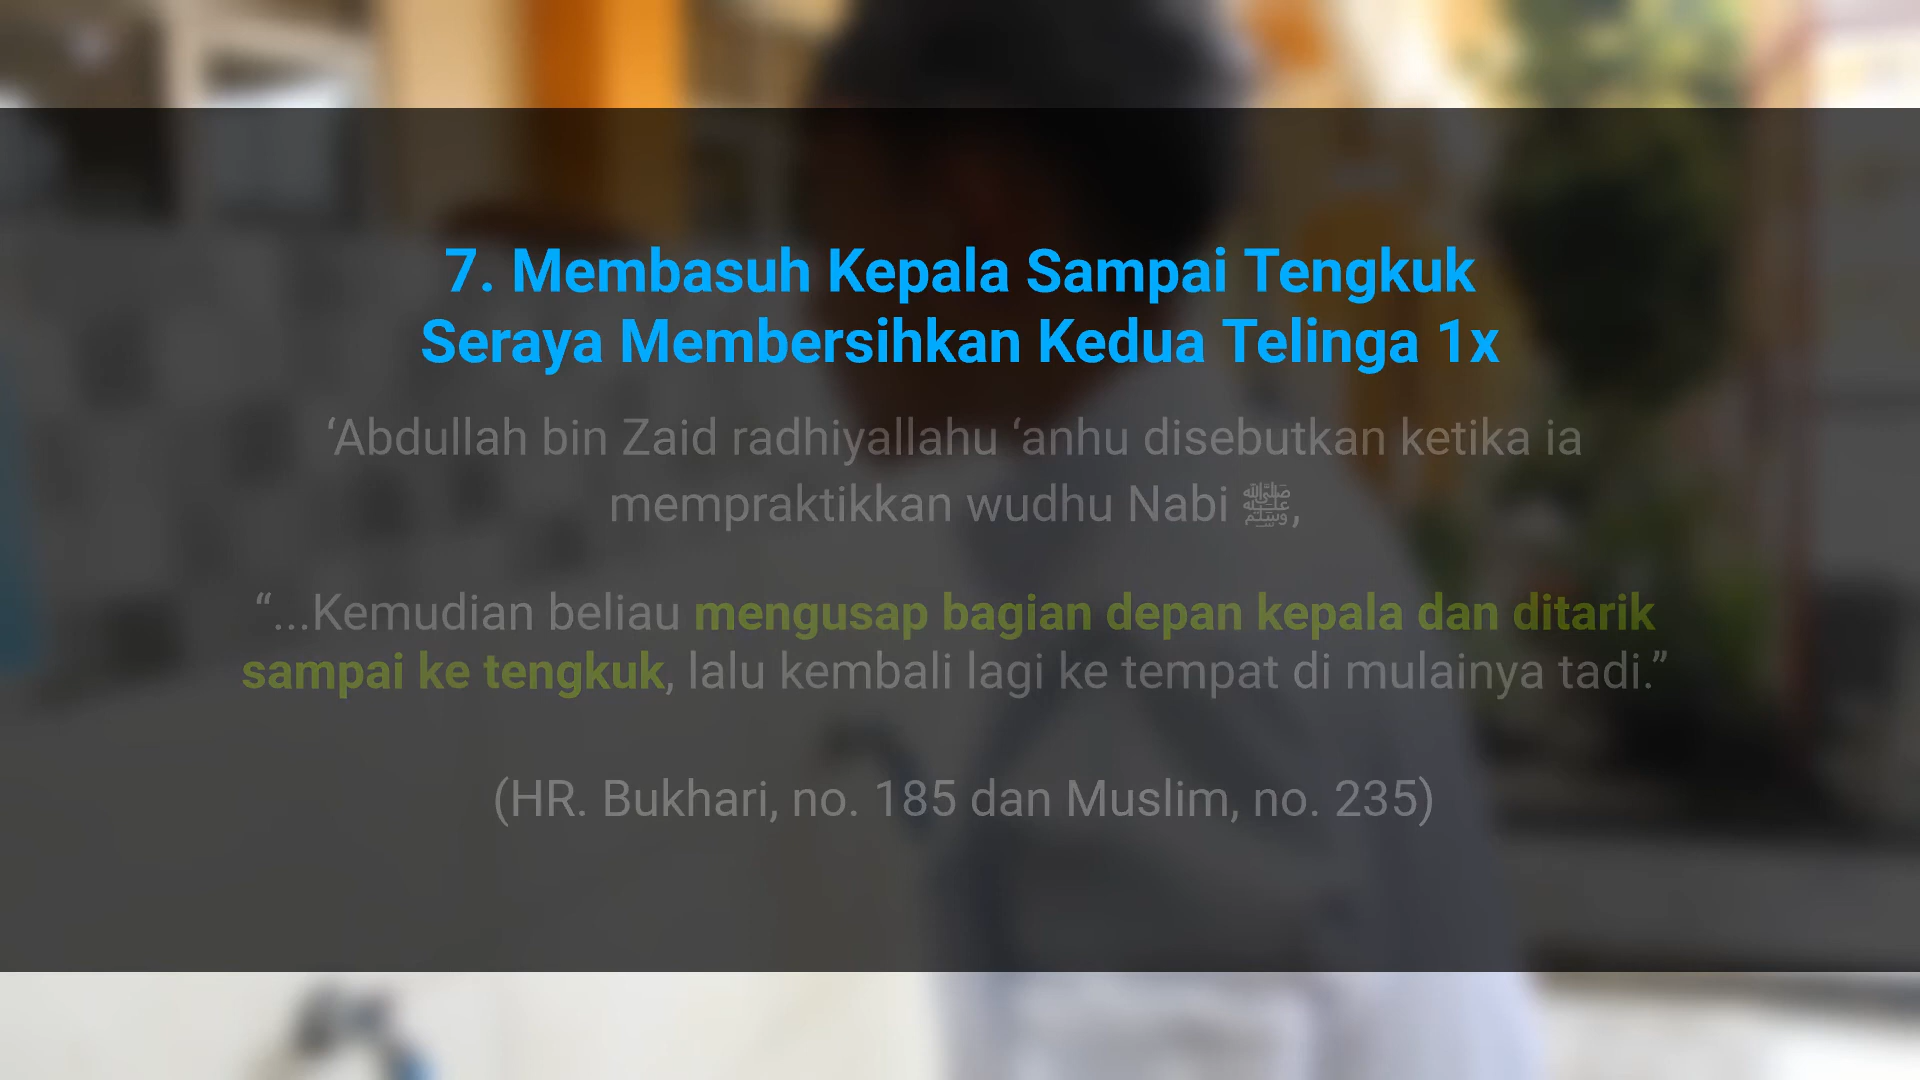 7. Membasuh Kepala Sampai Tengkuk
Seraya Membersihkan Kedua Telinga 1x
‘Abdullah bin Zaid radhiyallahu ‘anhu disebutkan ketika ia
mempraktikkan wudhu Nabi ﷺ,
“...Kemudian beliau mengusap bagian depan kepala dan ditarik
sampai ke tengkuk, lalu kembali lagi ke tempat di mulainya tadi.”
(HR. Bukhari, no. 185 dan Muslim, no. 235)